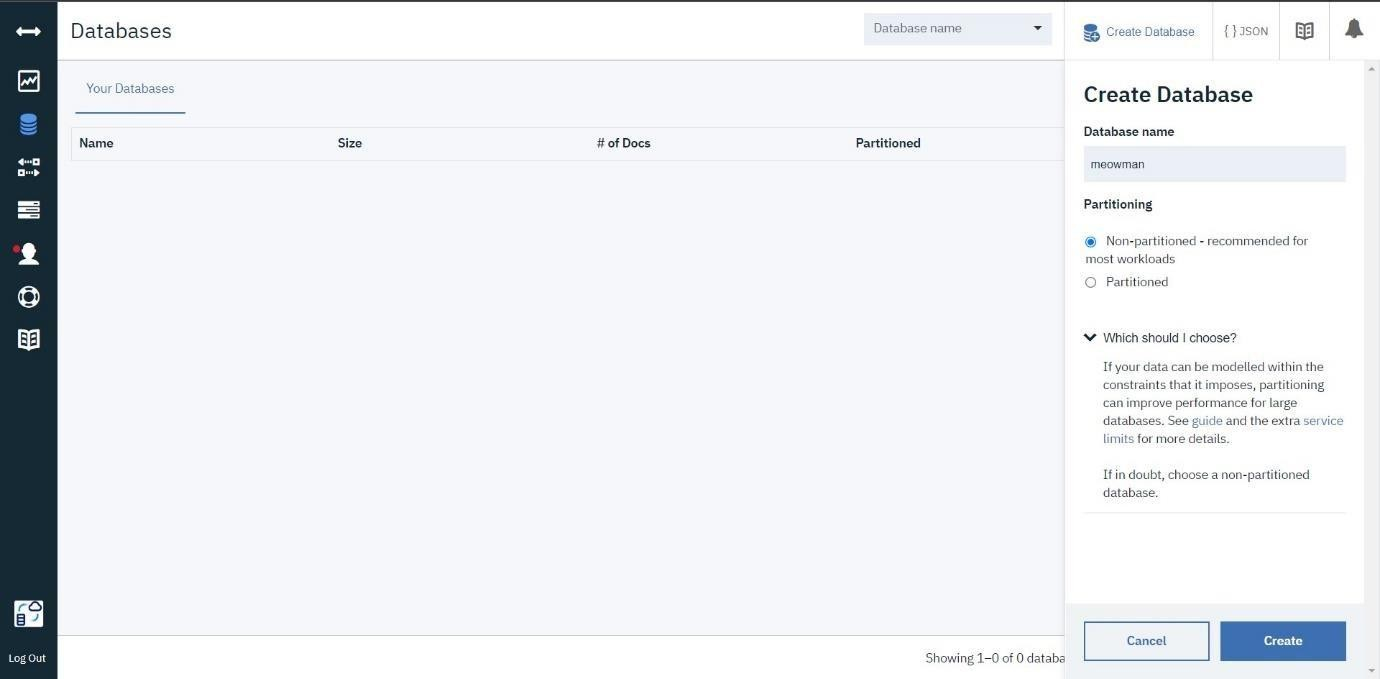 Databases
Database name
Create Database
{ } JSON
Your Databases
Name Size # of Docs Partitioned
Create Database
Database name
meowman
Partitioning
Non-partitioned - recommended for
most workloads
Partitioned
Which should I choose?
If your data can be modelled within the
constraints that it imposes, partitioning
can improve performance for large
databases. See guide and the extra service
limits for more details.
If in doubt, choose a non-partitioned
database.
Cancel
Create
Log Out
Showing 1–0 of 0 databa